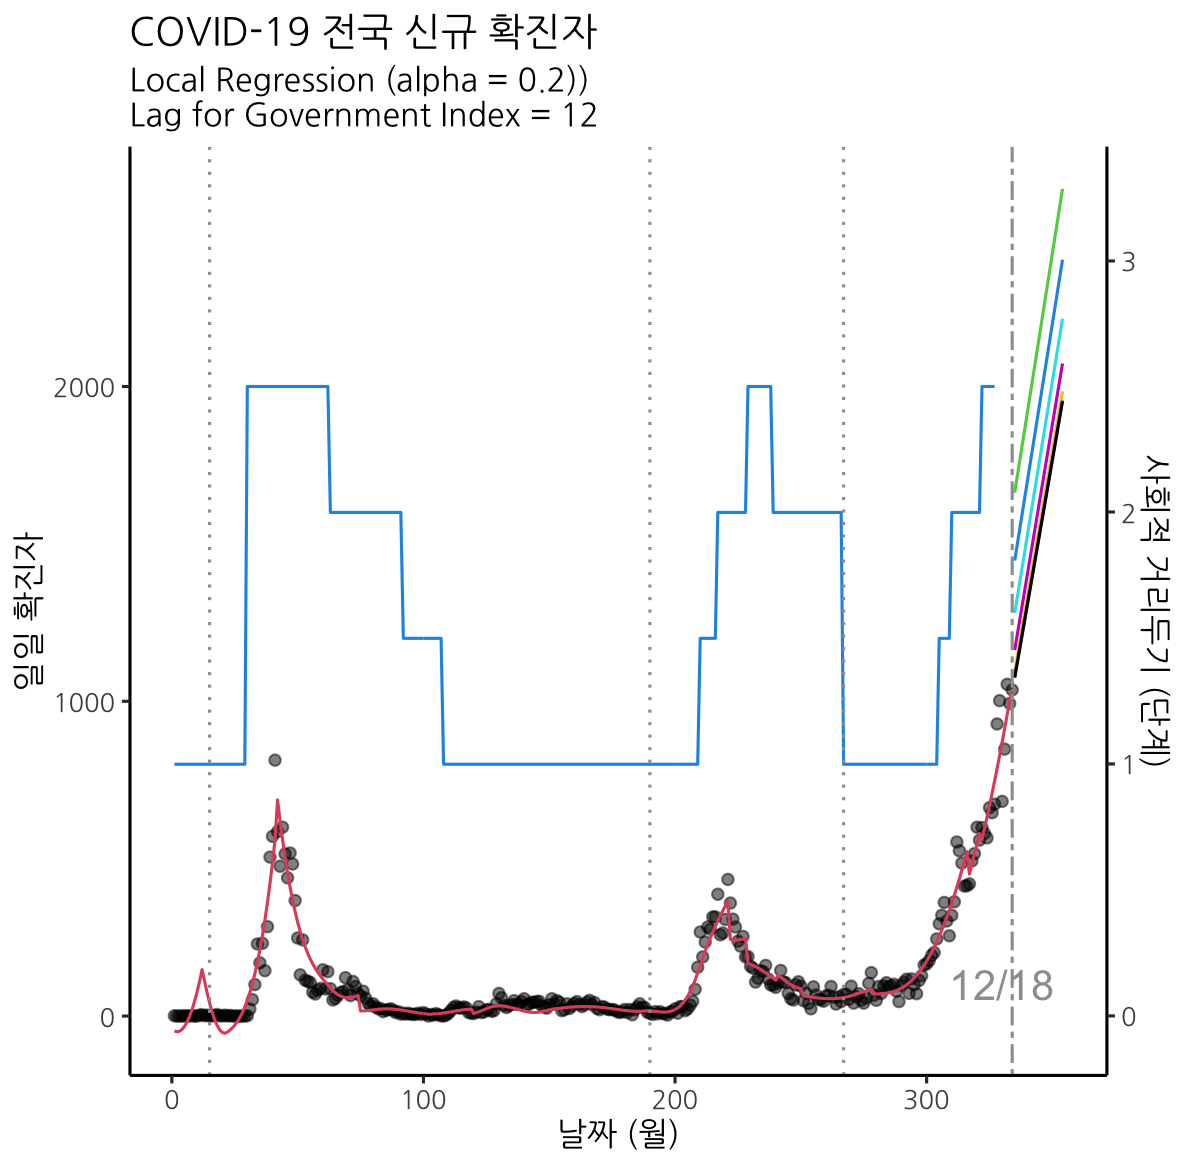 COVID-19 전국 신규 확진자
Local Regression (alpha = 0.2))
Lag for Government Index = 12
일일 확진자
2000
1000
0
3
2
1
0
사회적 거리두기 (단계)
12/18
0
100
200
300
날짜 (월)